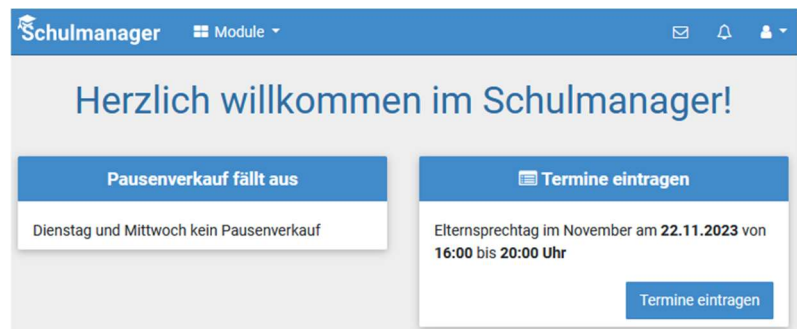 Schulmanager Module
Herzlich willkommen im Schulmanager!
Pausenverkauf fällt aus
Dienstag und Mittwoch kein Pausenverkauf
Termine eintragen
Elternsprechtag im November am 22.11.2023 von
16:00 bis 20:00 Uhr
Termine eintragen